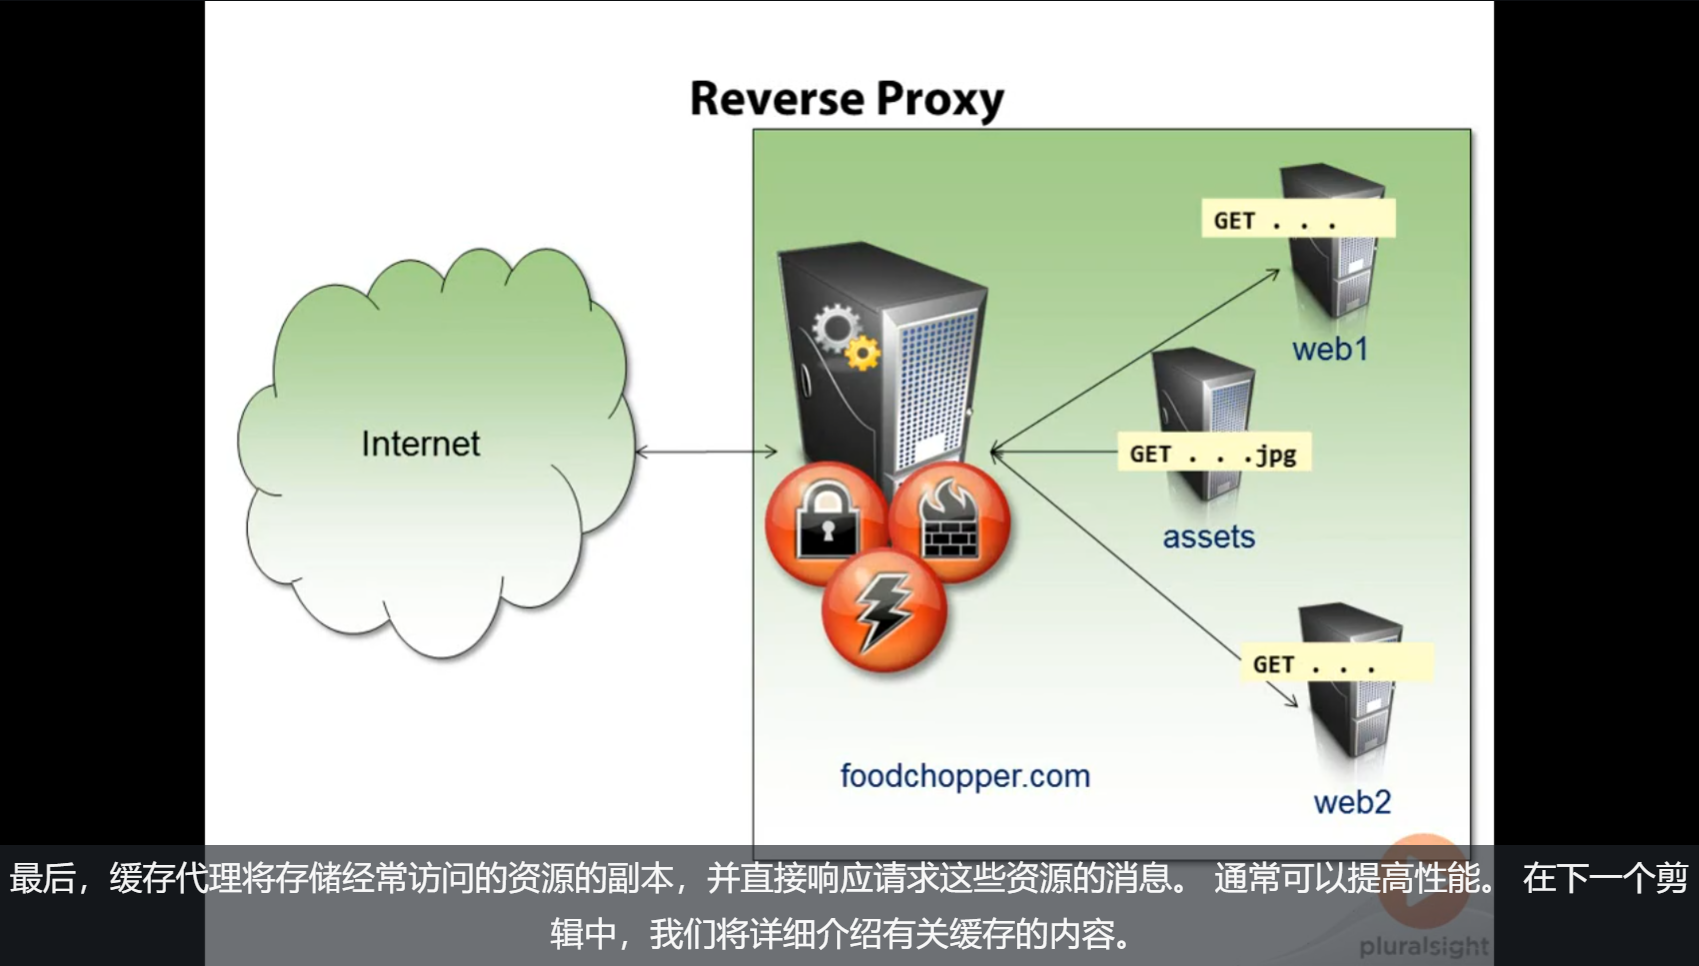 Reverse Proxy
GET . . .
web1
Internet
GET . . .jpg
assets
GET . . .
foodchopper.com
web2
最后，缓存代理将存储经常访问的资源的副本，并直接响应请求这些资源的消息。 通常可以提高性能。 在下一个剪
辑中，我们将详细介绍有关缓存的内容。
pluralsight